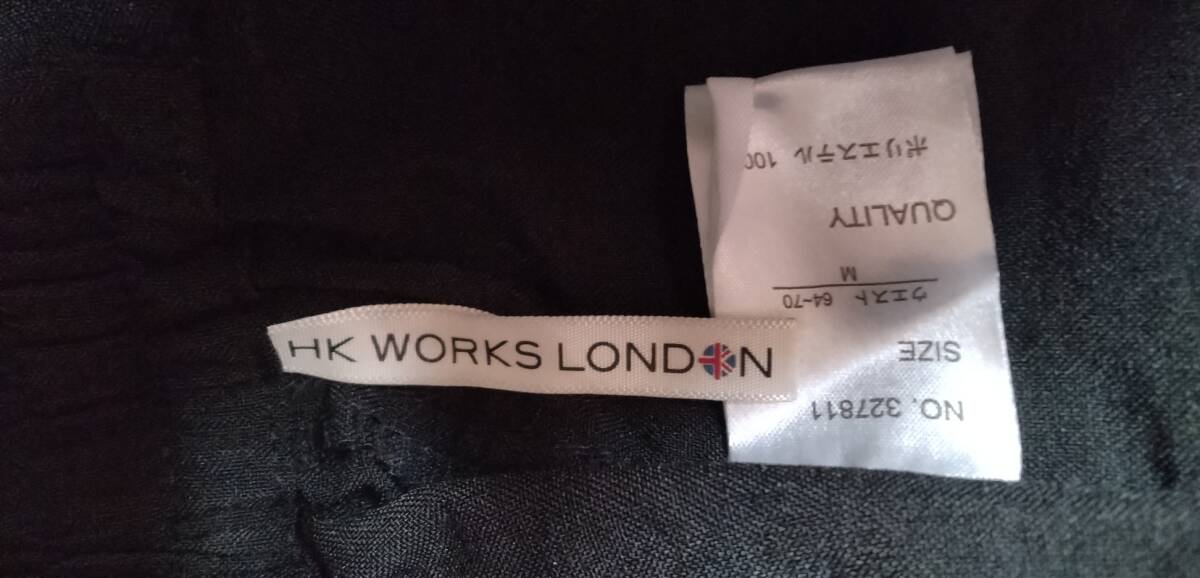 HK WORKS LONDON
NO. 327811
SIZE
ウエスト 64~70
M
QUALITY
ポリエステル 100